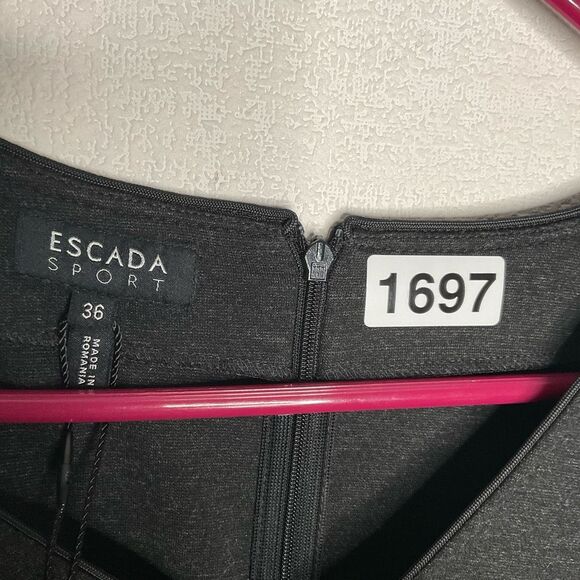 ESCADA
SPORT
36
MADE IN
ROMANIA
1697